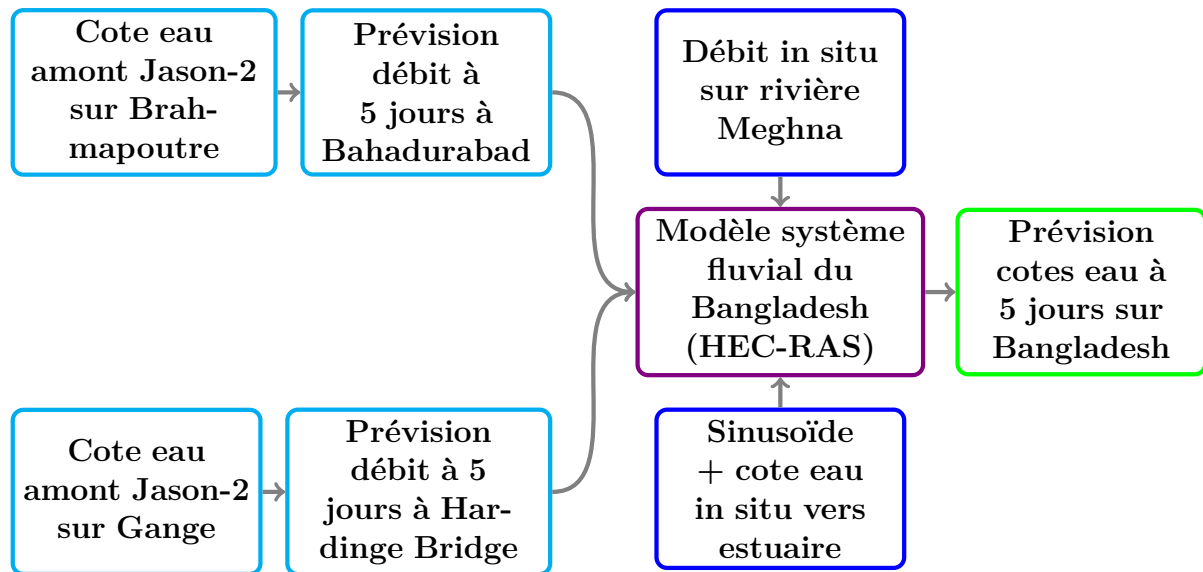 Cote eau
amont Jason-2
sur Brah-
mapoutre
Prévision
débit à
5 jours à
Bahadurabad
Débit in situ
sur rivière
Meghna
Modèle système
fluvial du
Bangladesh
(HEC-RAS)
Prévision
cotes eau à
5 jours sur
Bangladesh
Cote eau
amont Jason-2
sur Gange
Prévision
débit à 5
jours à Har-
dinge Bridge
Sinusoïde
+ cote eau
in situ vers
estuaire